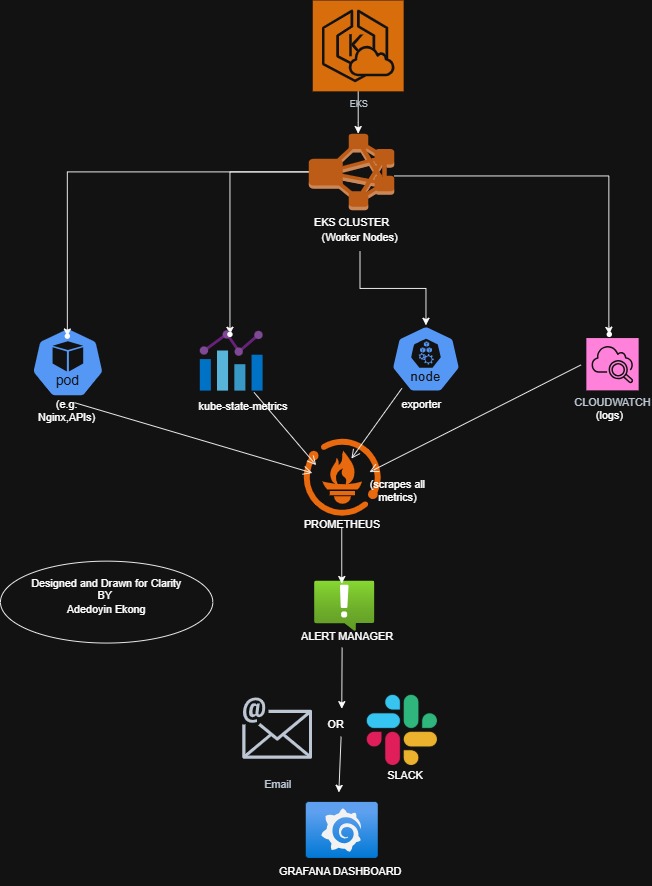 EKS
EKS CLUSTER
(Worker Nodes)
pod
(e.g:
Nginx,APIs)
kube-state-metrics
node
exporter
CLOUDWATCH
(logs)
(scrapes all
metrics)
PROMETHEUS
Designed and Drawn for Clarity
BY
Adedoyin Ekong
ALERT MANAGER
@
OR
Email
SLACK
GRAFANA DASHBOARD